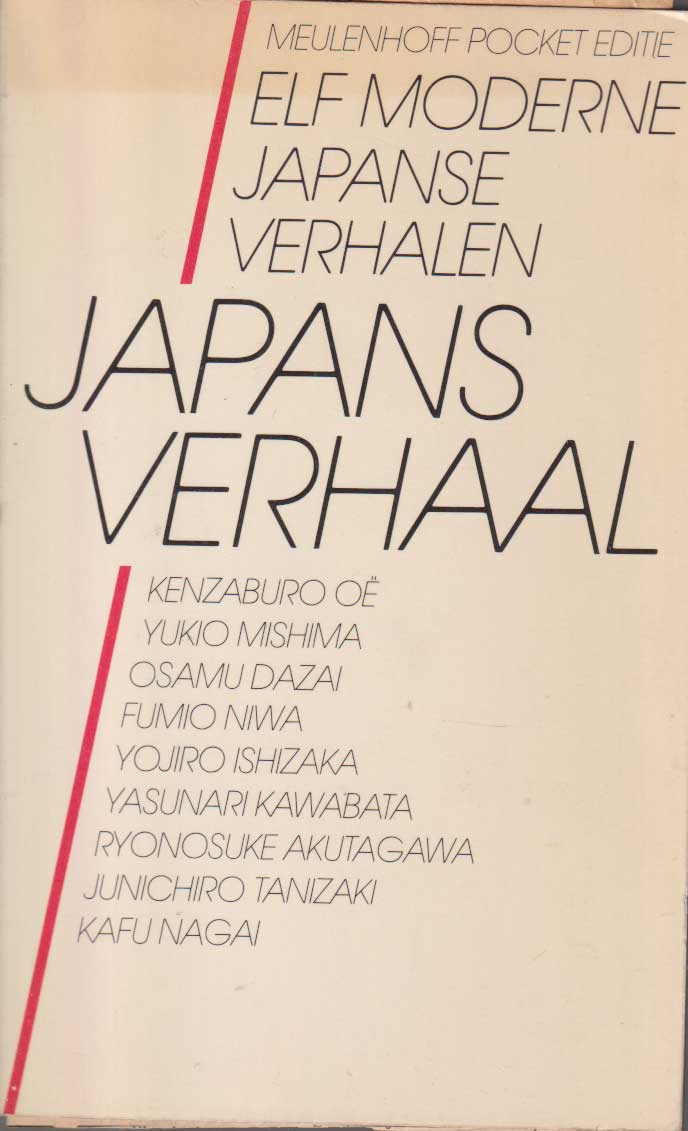 MEULENHOFF POCKET EDITIE
ELF MODERNE
JAPANSE
VERHALEN
JAPANS
VERHAAL
KENZABURO OË
YUKIO MISHIMA
OSAMU DAZAI
FUMIO NIWA
YOJIRO ISHIZAKA
YASUNARI KAWABATA
RYONOSUKE AKUTAGAWA
JUNICHIRO TANIZAKI
KAFU NAGAI